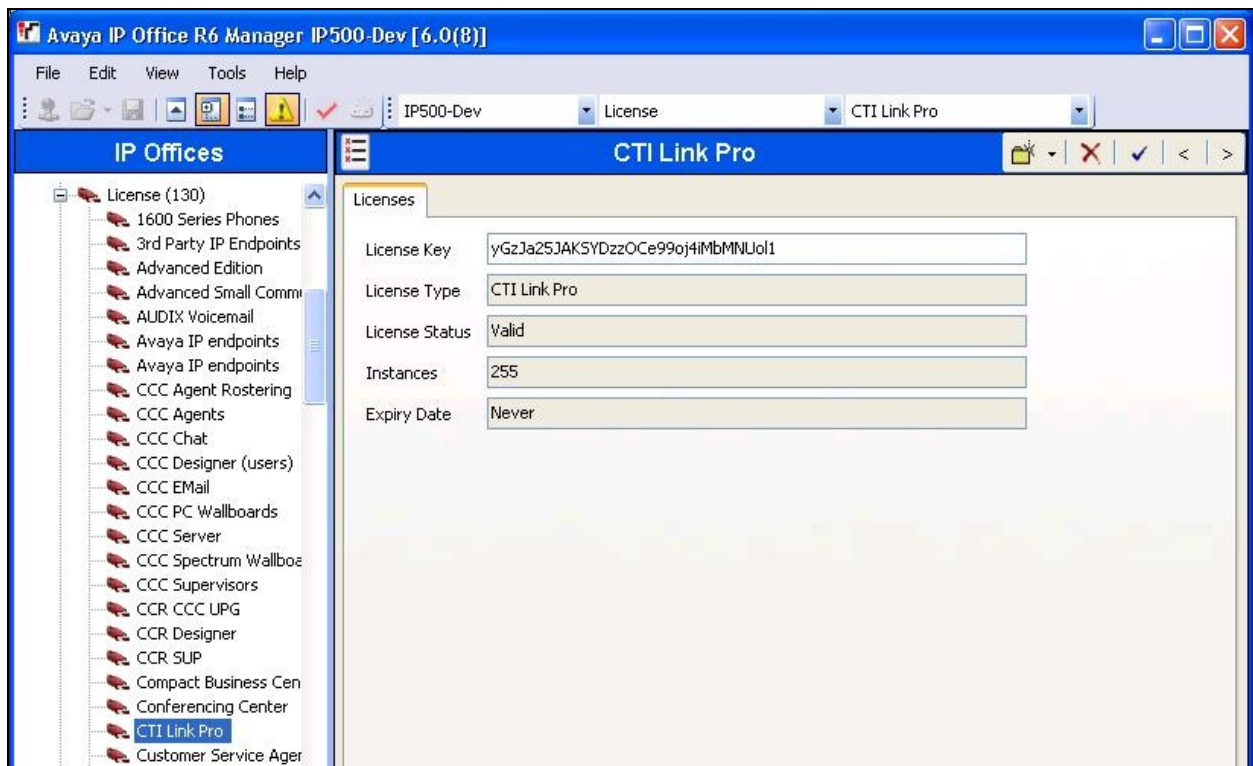 Avaya IP Office R6 Manager IP500-Dev [6.0(8)]
File Edit View Tools Help
IP500-Dev License CTI Link Pro
IP Offices
License (130)
1600 Series Phones
3rd Party IP Endpoints
Advanced Edition
Advanced Small Commu
AUDIX Voicemail
Avaya IP endpoints
Avaya IP endpoints
CCC Agent Rostering
CCC Agents
CCC Chat
CCC Designer (users)
CCC EMail
CCC PC Wallboards
CCC Server
CCC Spectrum Wallboa
CCC Supervisors
CCR CCC UPG
CCR Designer
CCR SUP
Compact Business Cen
Conferencing Center
CTI Link Pro
Customer Service Ager
CTI Link Pro
Licenses
License Key yGzJa25JAKSYDzzOCe99oj4iMbMNUol1
License Type CTI Link Pro
License Status Valid
Instances 255
Expiry Date Never